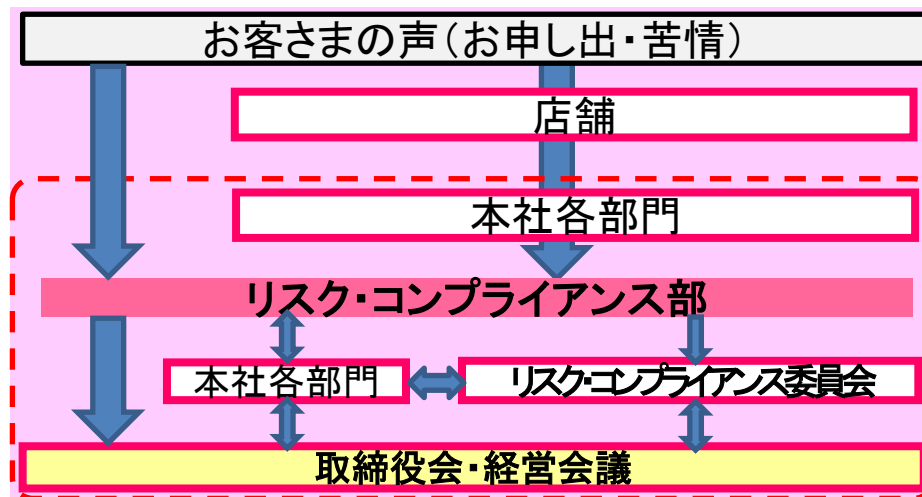 お客さまの声（お申し出・苦情）
店舗
本社各部門
リスク・コンプライアンス部
本社各部門
リスク・コンプライアンス委員会
取締役会・経営会議